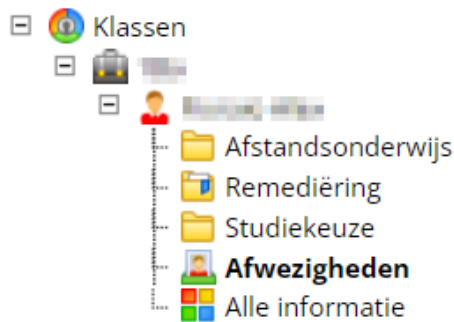 Klassen
Afstandsonderwijs
Remediëring
Studiekeuze
Afwezigheden
Alle informatie